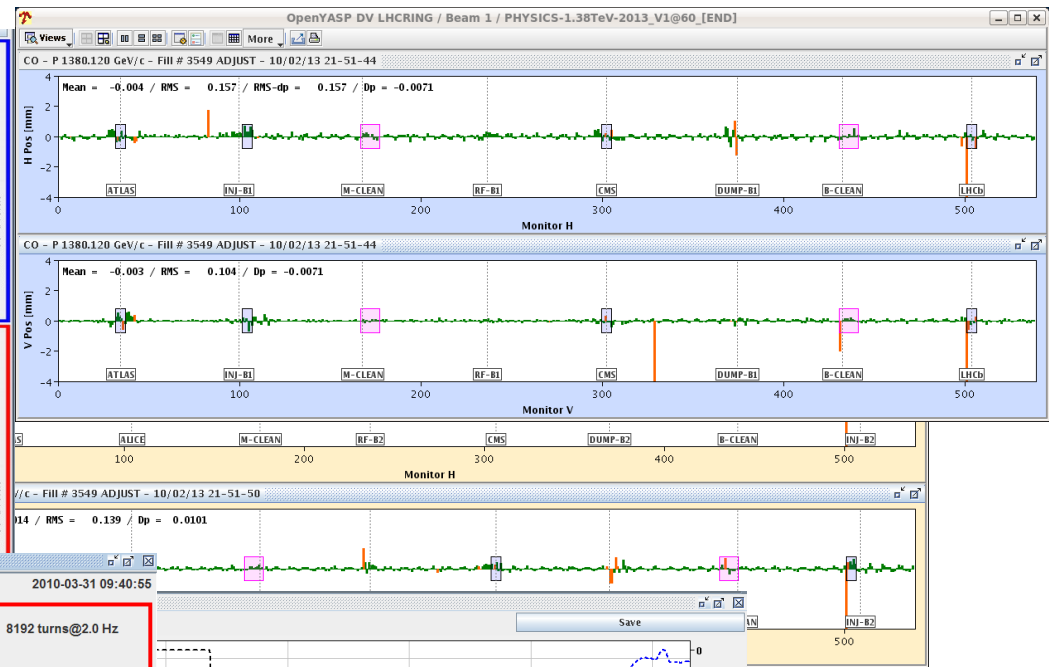 OpenYASP DV LHCRING / Beam 1 / PHYSICS-1.38TeV-2013_V1@60_[END]
Views More
CO - P 1380.120 GeV/c - Fill # 3549 ADJUST - 10/02/13 21-51-44
Mean = -0.004 / RMS = 0.157 / RMS-dp = 0.157 / Dp = -0.0071
H Pos [mm]
4
2
0
-2
-4
ATLAS INJ-B1 M-CLEAN RF-B1 CMS DUMP-B1 B-CLEAN LHCb
0 100 200 300 400 500
Monitor H
CO - P 1380.120 GeV/c - Fill # 3549 ADJUST - 10/02/13 21-51-44
Mean = -0.003 / RMS = 0.104 / Dp = -0.0071
V Pos [mm]
4
2
0
-2
-4
ATLAS INJ-B1 M-CLEAN RF-B1 CMS DUMP-B1 B-CLEAN LHCb
0 100 200 300 400 500
Monitor V
S ALICE M-CLEAN RF-B2 CMS DUMP-B2 B-CLEAN INJ-B2
100 200 300 400 500
Monitor H
//c - Fill # 3549 ADJUST - 10/02/13 21-51-50
014 / RMS = 0.139 / Dp = 0.0101
2010-03-31 09:40:55
8192 turns@2.0 Hz
Save
AN INJ-B2
500
0